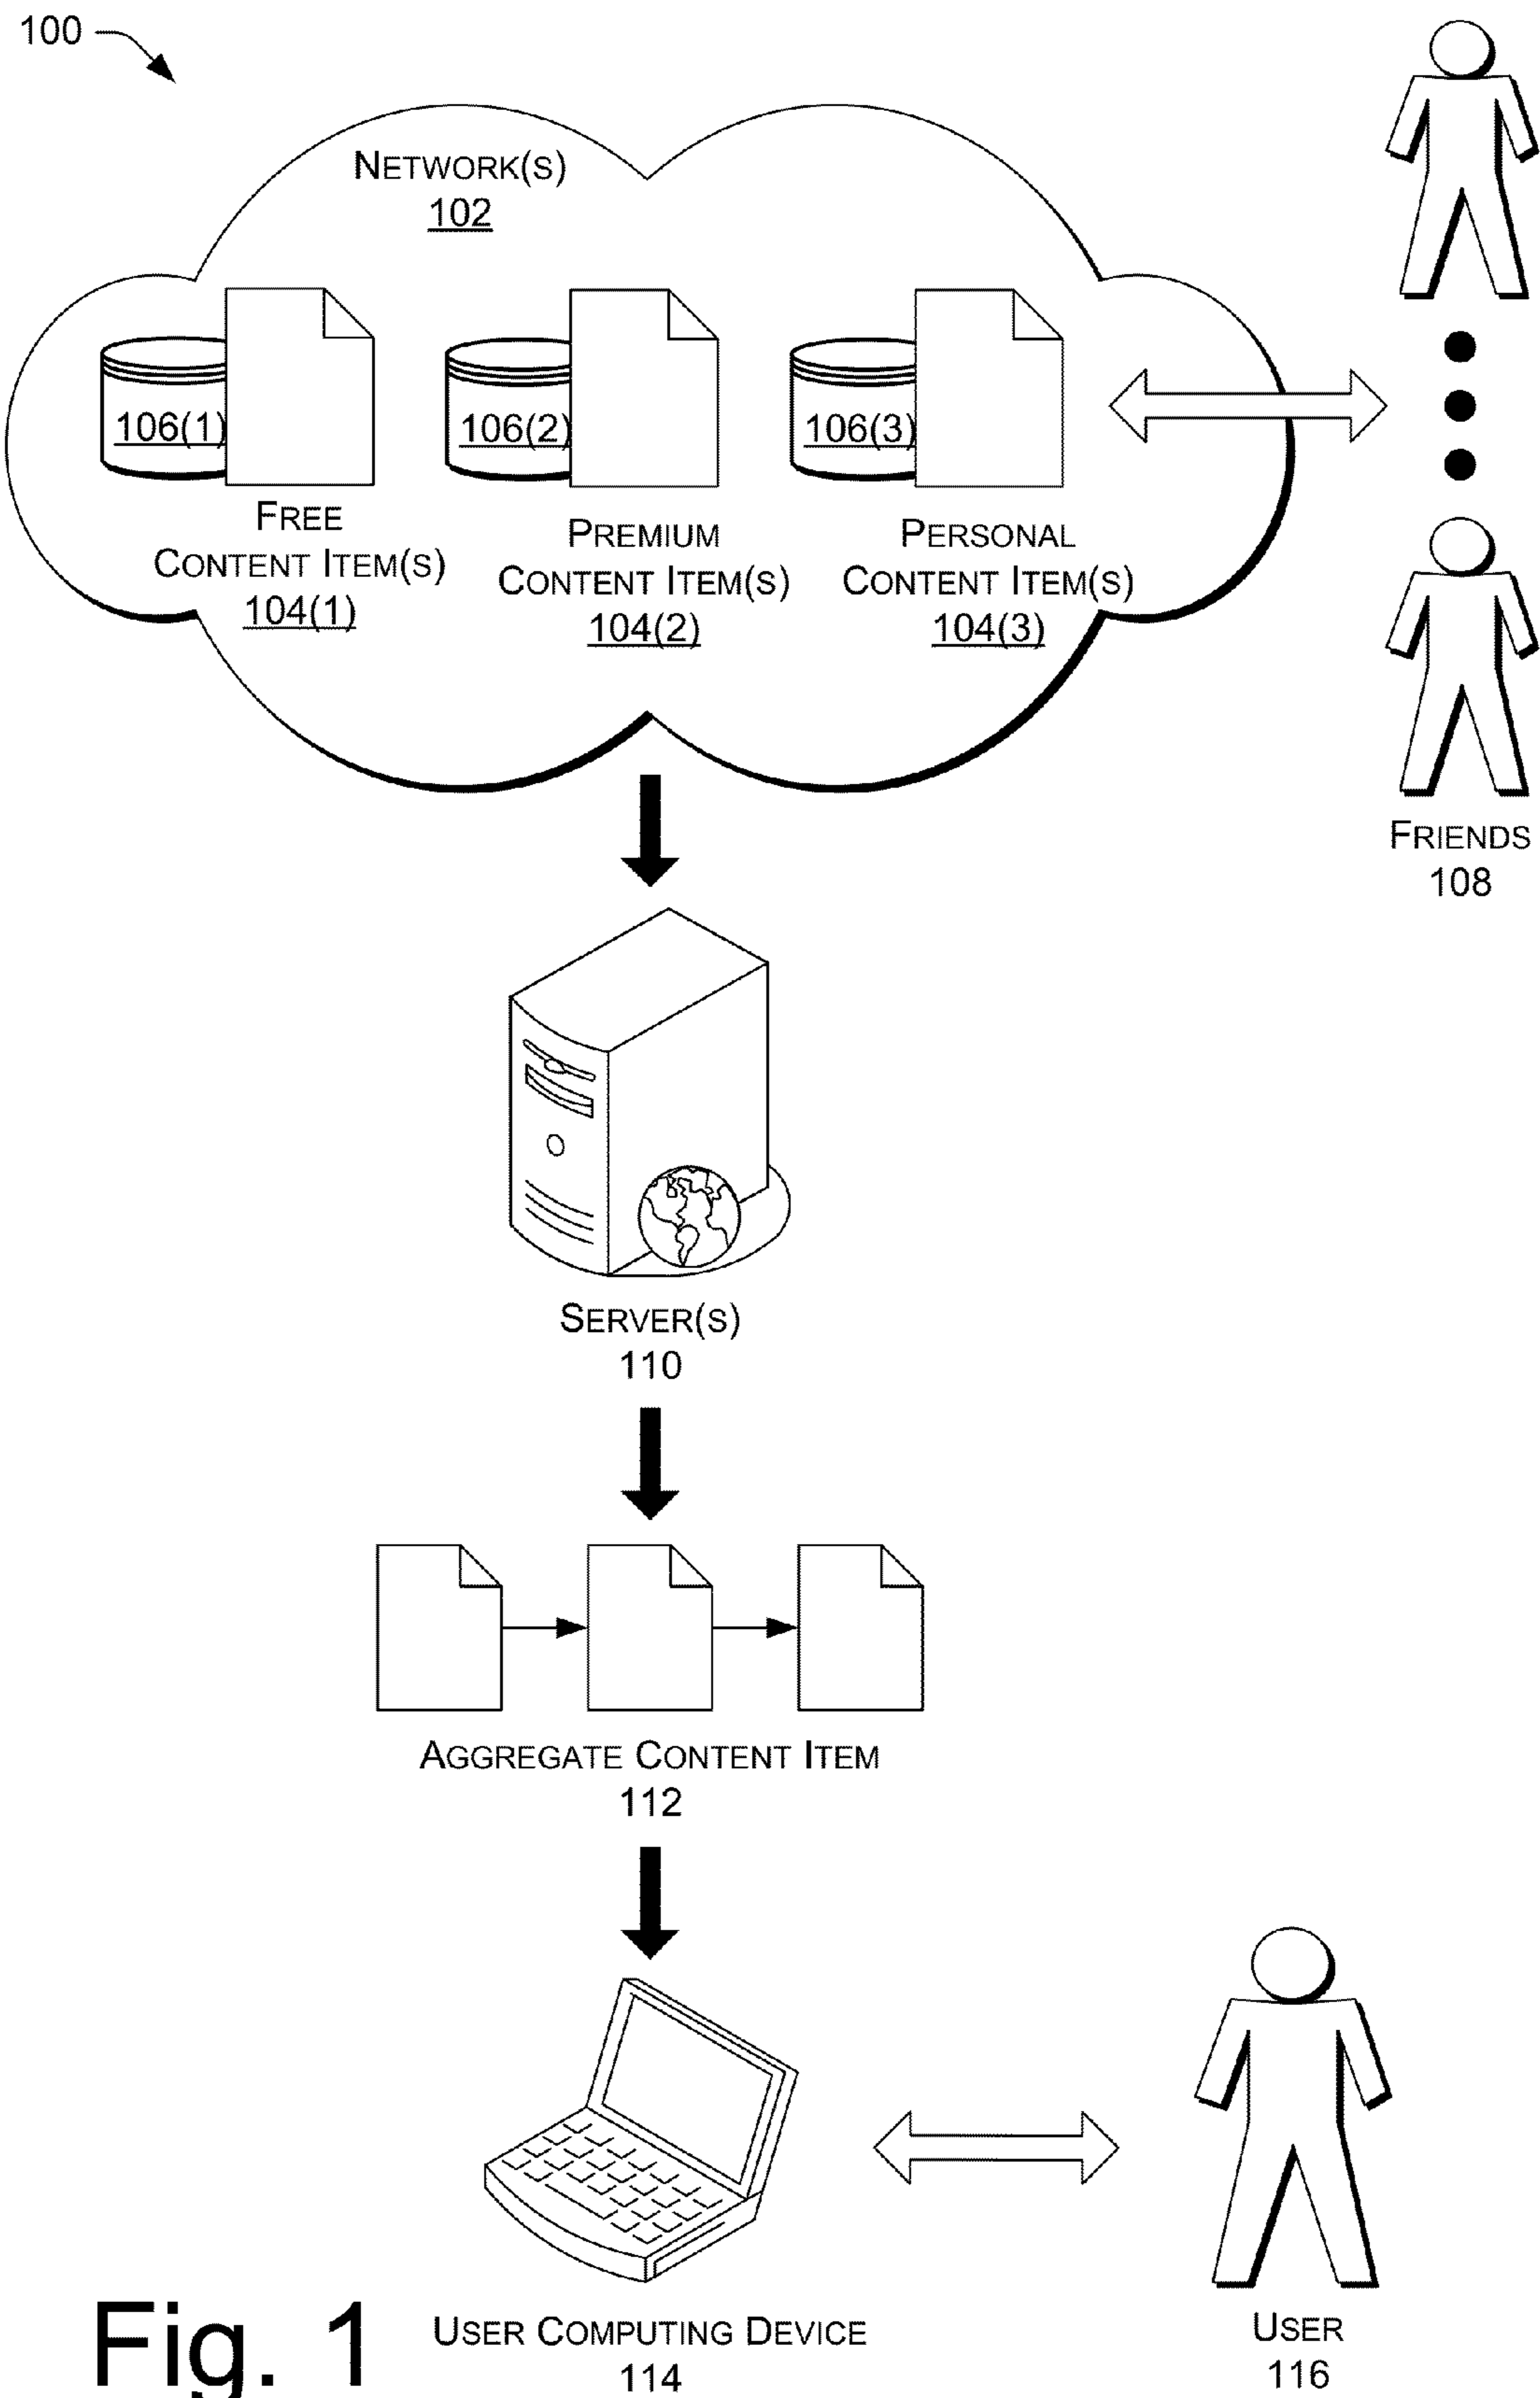 100
NETWORK(S)
102
106(1)
106(2)
106(3)
FREE
CONTENT ITEM(S)
104(1)
PREMIUM
CONTENT ITEM(S)
104(2)
PERSONAL
CONTENT ITEM(S)
104(3)
FRIENDS
108
SERVER(S)
110
AGGREGATE CONTENT ITEM
112
USER COMPUTING DEVICE
114
USER
116
Fig. 1